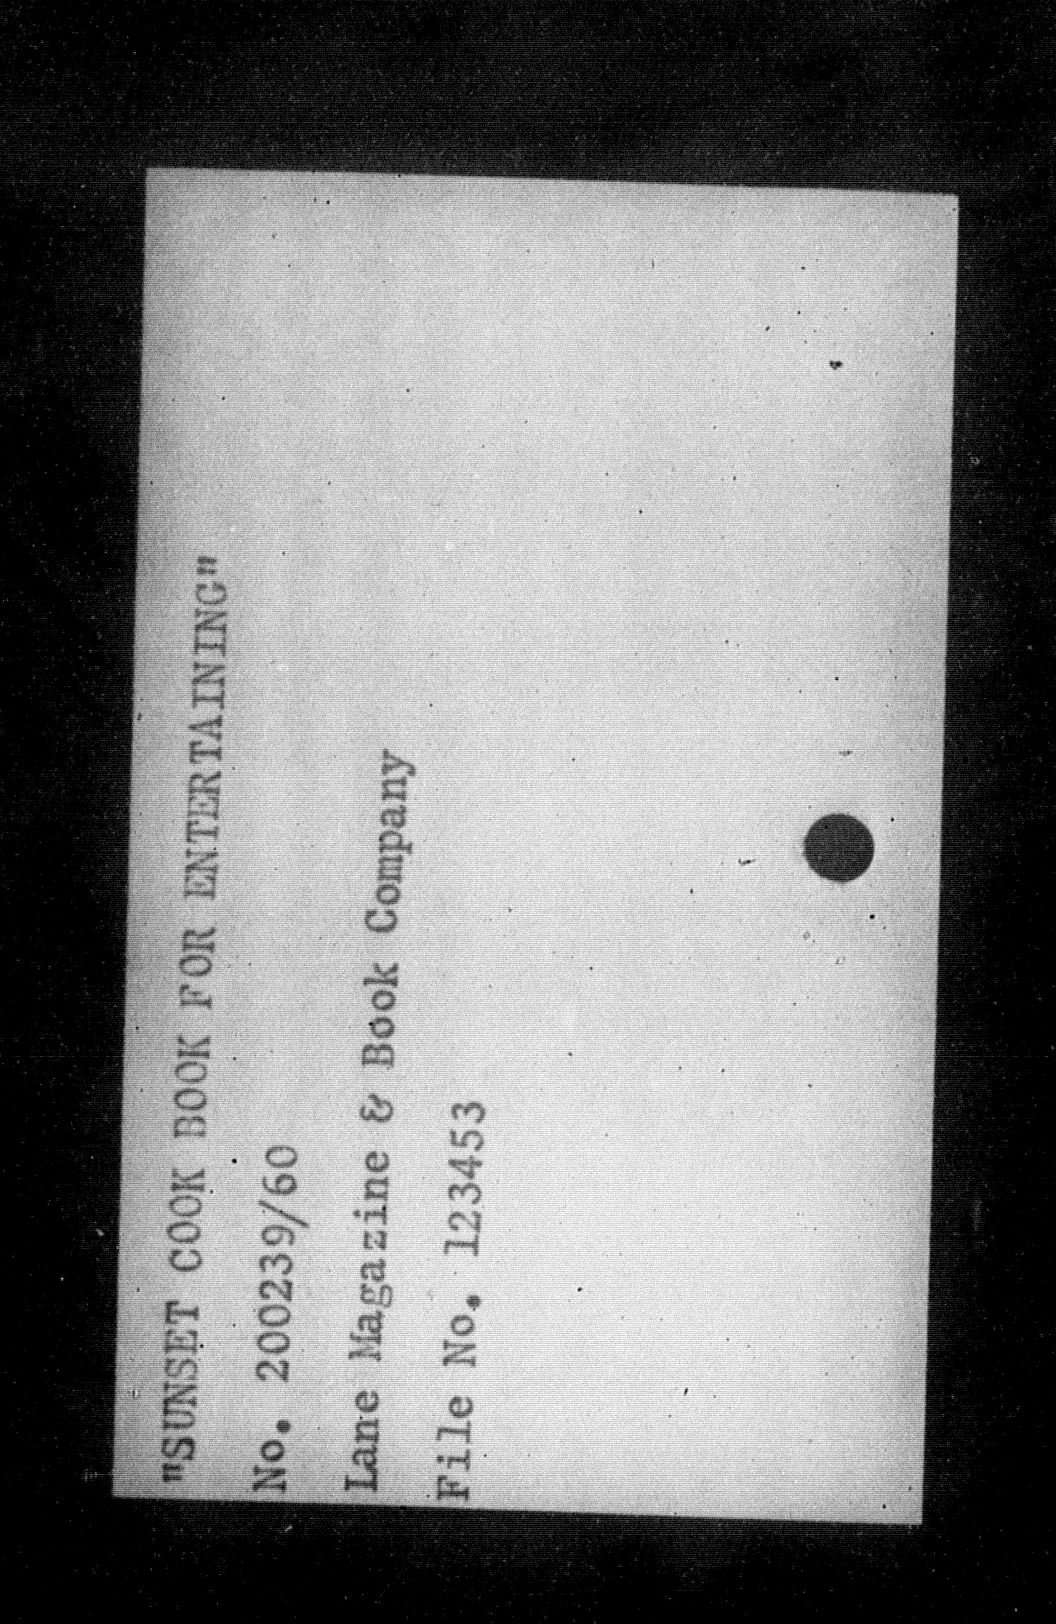 "SUNSET COOK BOOK FOR ENTERTAINING"
No. 200239/60
Lane Magazine & Book Company
File No. 123453